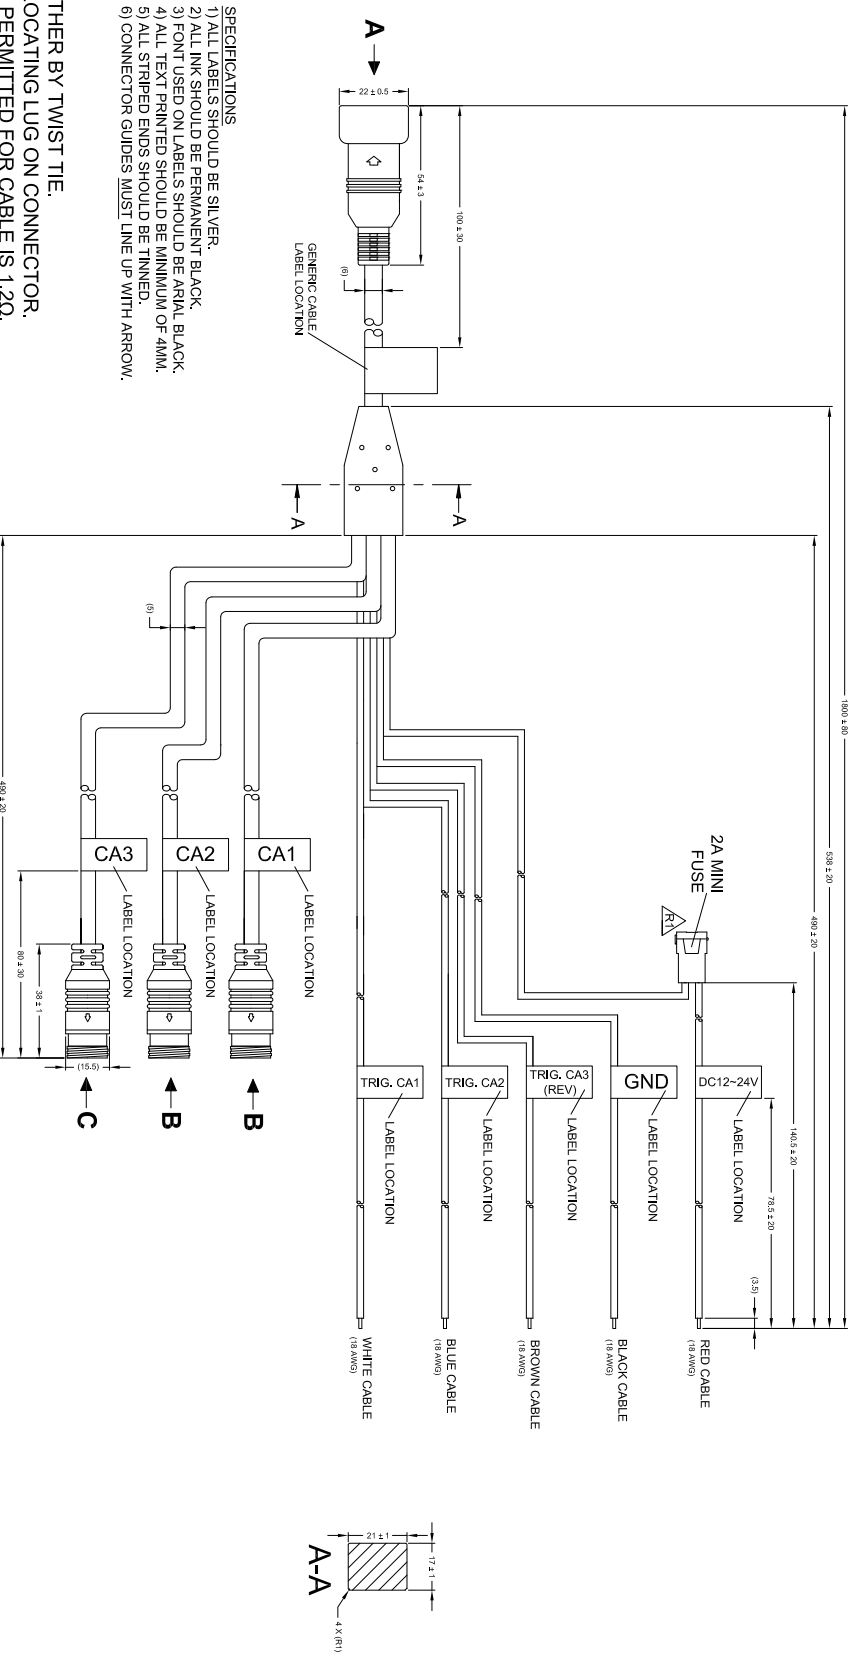 SPECIFICATIONS
1) ALL LABELS SHOULD BE SILVER.
2) ALL INK SHOULD BE PERMANENT BLACK.
3) FONT USED ON LABELS SHOULD BE ARIAL BLACK.
4) ALL TEXT PRINTED SHOULD BE MINIMUM OF 4MM.
5) ALL STRIPED ENDS SHOULD BE TINNED.
6) CONNECTOR GUIDES MUST LINE UP WITH ARROW.
THER BY TWIST TIE.
LOCATING LUG ON CONNECTOR.
PERMITTED FOR CABLE IS 1.2Ω.
A
22 ± 0.5
54 ± 3
100 ± 30
(6)
GENERIC CABLE
LABEL LOCATION
1800 ± 80
538 ± 20
490 ± 20
A
A
(5)
490 ± 20
2A MINI
FUSE
R1
140.5 ± 20
78.5 ± 20
(3.5)
DC12~24V
LABEL LOCATION
RED CABLE
(18 AWG)
GND
LABEL LOCATION
BLACK CABLE
(18 AWG)
TRIG. CA3
(REV)
LABEL LOCATION
BROWN CABLE
(18 AWG)
TRIG. CA2
LABEL LOCATION
BLUE CABLE
(18 AWG)
TRIG. CA1
LABEL LOCATION
WHITE CABLE
(18 AWG)
CA1
LABEL LOCATION
B
CA2
LABEL LOCATION
B
CA3
LABEL LOCATION
C
80 ± 30
38 ± 1
(15.5)
21 ± 1
17 ± 1
4 X (R1)
A-A